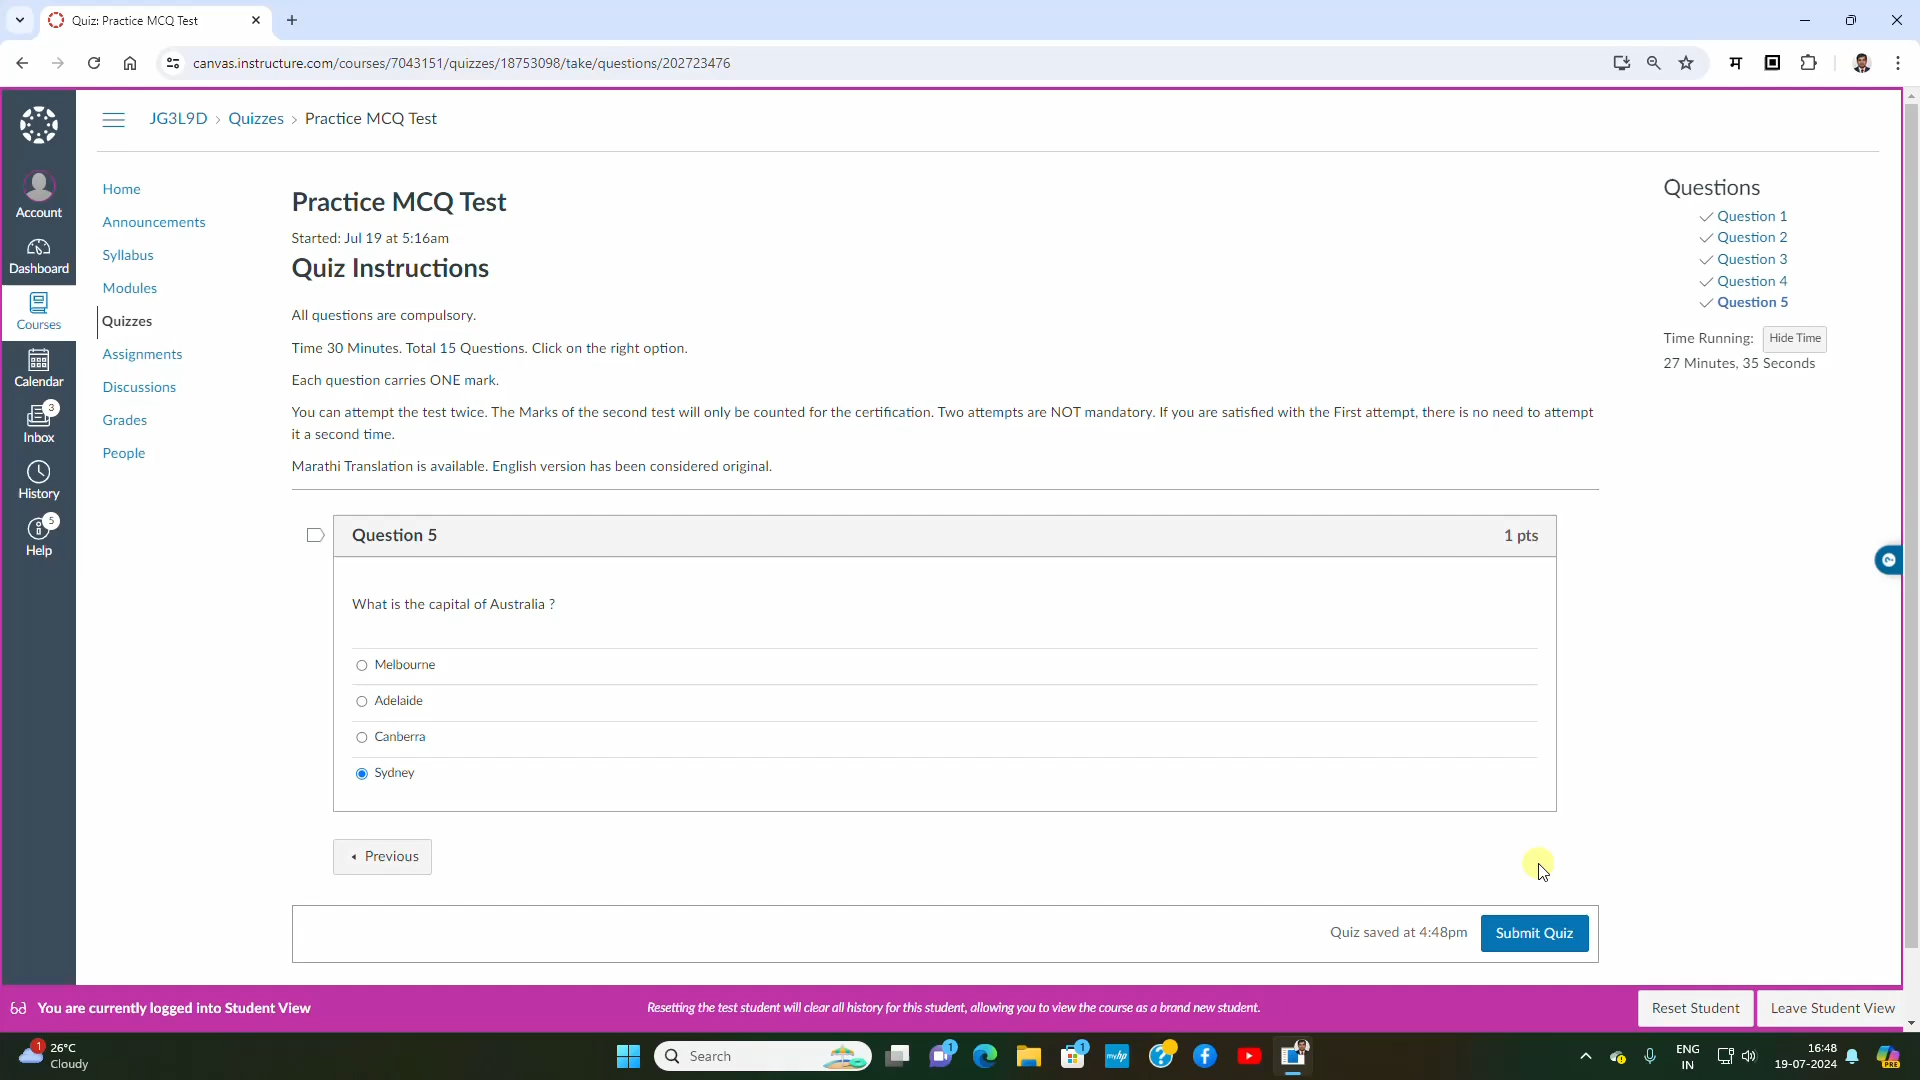 Quiz: Practice MCQ Test
canvas.instructure.com/courses/7043151/quizzes/18753098/take/questions/202723476
म
JG3L9D › Quizzes › Practice MCQ Test
Account
Dashboard
Courses
Calendar
3
Inbox
History
5
Help
Home
Announcements
Syllabus
Modules
Quizzes
Assignments
Discussions
Grades
People
Practice MCQ Test
Started: Jul 19 at 5:16am
Quiz Instructions
All questions are compulsory.
Time 30 Minutes. Total 15 Questions. Click on the right option.
Each question carries ONE mark.
You can attempt the test twice. The Marks of the second test will only be counted for the certification. Two attempts are NOT mandatory. If you are satisfied with the First attempt, there is no need to attempt
it a second time.
Marathi Translation is available. English version has been considered original.
Question 5 1 pts
What is the capital of Australia ?
Melbourne
Adelaide
Canberra
Sydney
Previous
Quiz saved at 4:48pm Submit Quiz
Questions
Question 1
Question 2
Question 3
Question 4
Question 5
Time Running: Hide Time
27 Minutes, 35 Seconds
You are currently logged into Student View Resetting the test student will clear all history for this student, allowing you to view the course as a brand new student. Reset Student Leave Student View
1
26°C
Cloudy
Search
1
1
myhp
ENG
IN
16:48
19-07-2024
PRE